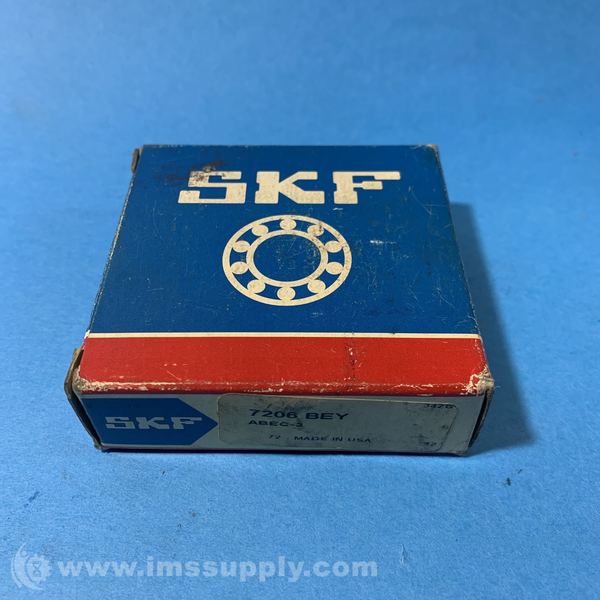 SKF
SKF
7206 BEY
ABEC-3
72 MADE IN USA
www.imssupply.com